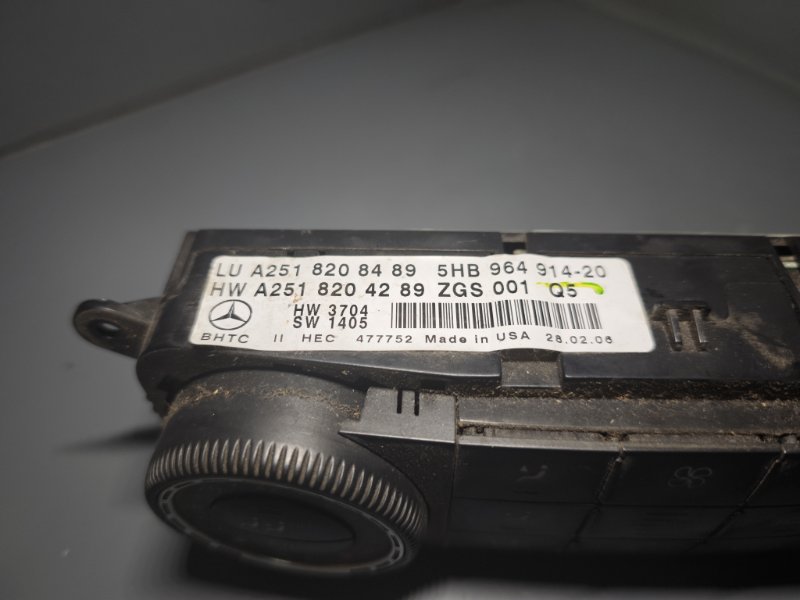 LU A251 820 84 89 5HB 964 914-20
HW A251 820 42 89 ZGS 001 Q5
HW 3704
SW 1405
BHTC II HEC 477752 Made in USA 28.02.06